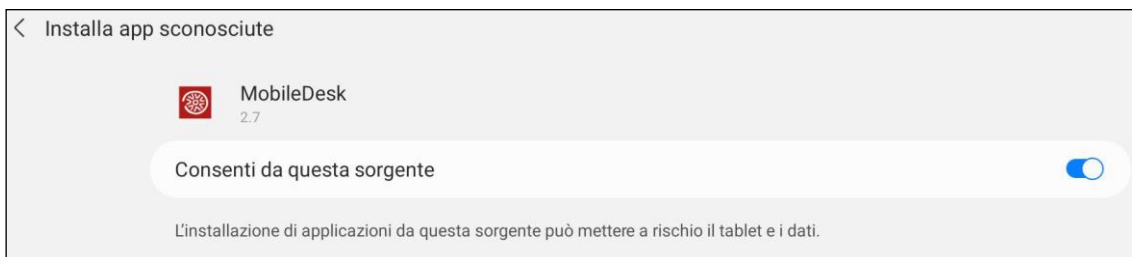 Installa app sconosciute
MobileDesk
2.7
Consenti da questa sorgente
L'installazione di applicazioni da questa sorgente può mettere a rischio il tablet e i dati.